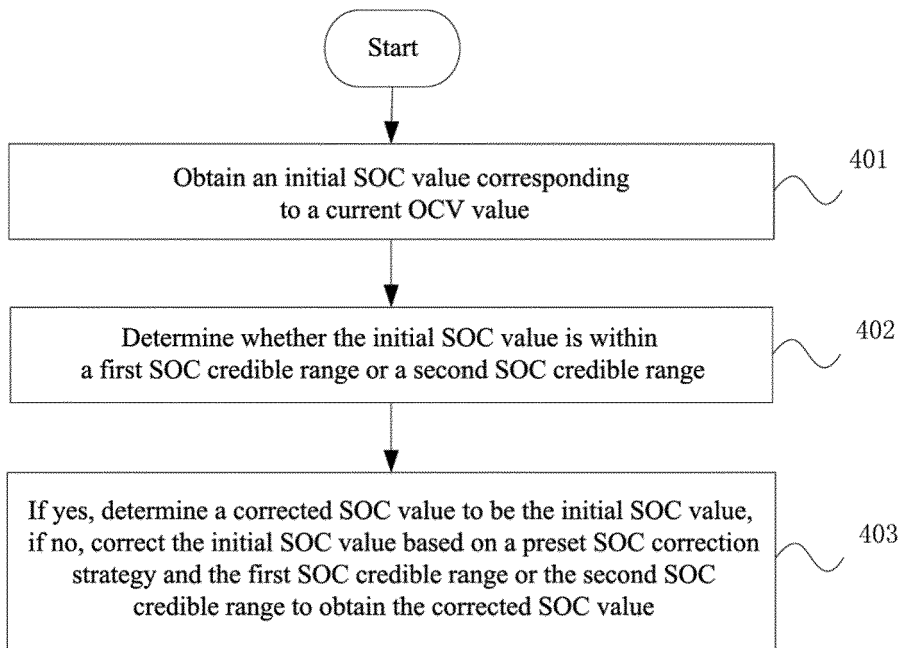 Start
Obtain an initial SOC value corresponding
to a current OCV value
401
Determine whether the initial SOC value is within
a first SOC credible range or a second SOC credible range
402
If yes, determine a corrected SOC value to be the initial SOC value,
if no, correct the initial SOC value based on a preset SOC correction
strategy and the first SOC credible range or the second SOC
credible range to obtain the corrected SOC value
403